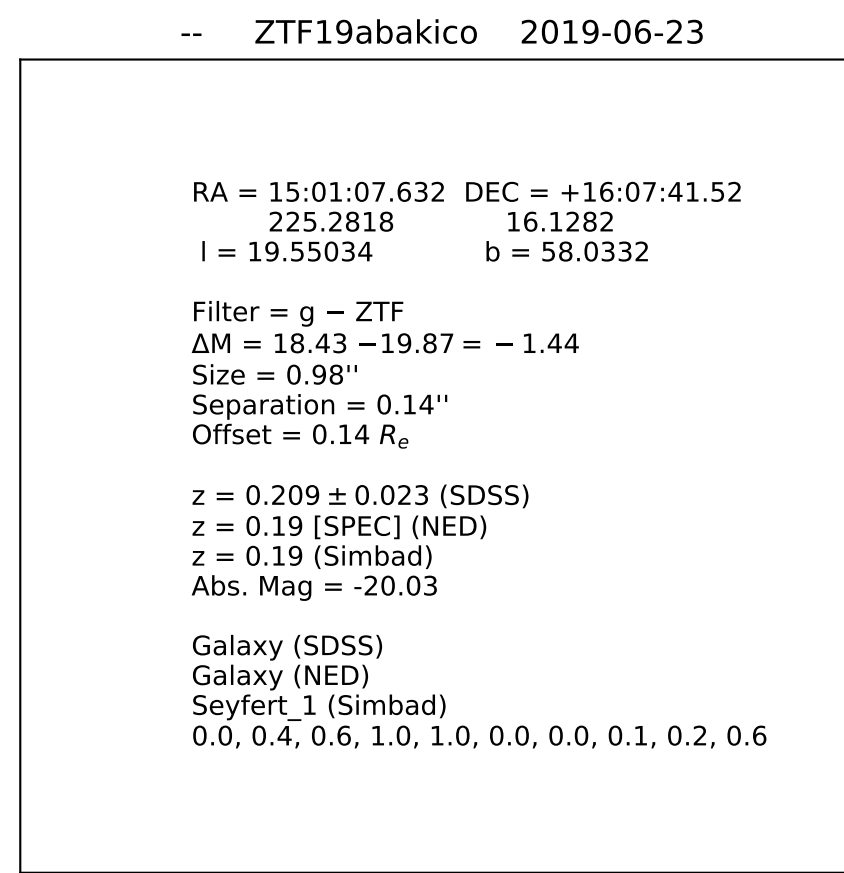 -- ZTF19abakico 2019-06-23
RA = 15:01:07.632 DEC = +16:07:41.52
225.2818 16.1282
l = 19.55034 b = 58.0332
Filter = g − ZTF
ΔM = 18.43 −19.87 = − 1.44
Size = 0.98''
Separation = 0.14''
Offset = 0.14 Re
z = 0.209 ± 0.023 (SDSS)
z = 0.19 [SPEC] (NED)
z = 0.19 (Simbad)
Abs. Mag = -20.03
Galaxy (SDSS)
Galaxy (NED)
Seyfert_1 (Simbad)
0.0, 0.4, 0.6, 1.0, 1.0, 0.0, 0.0, 0.1, 0.2, 0.6